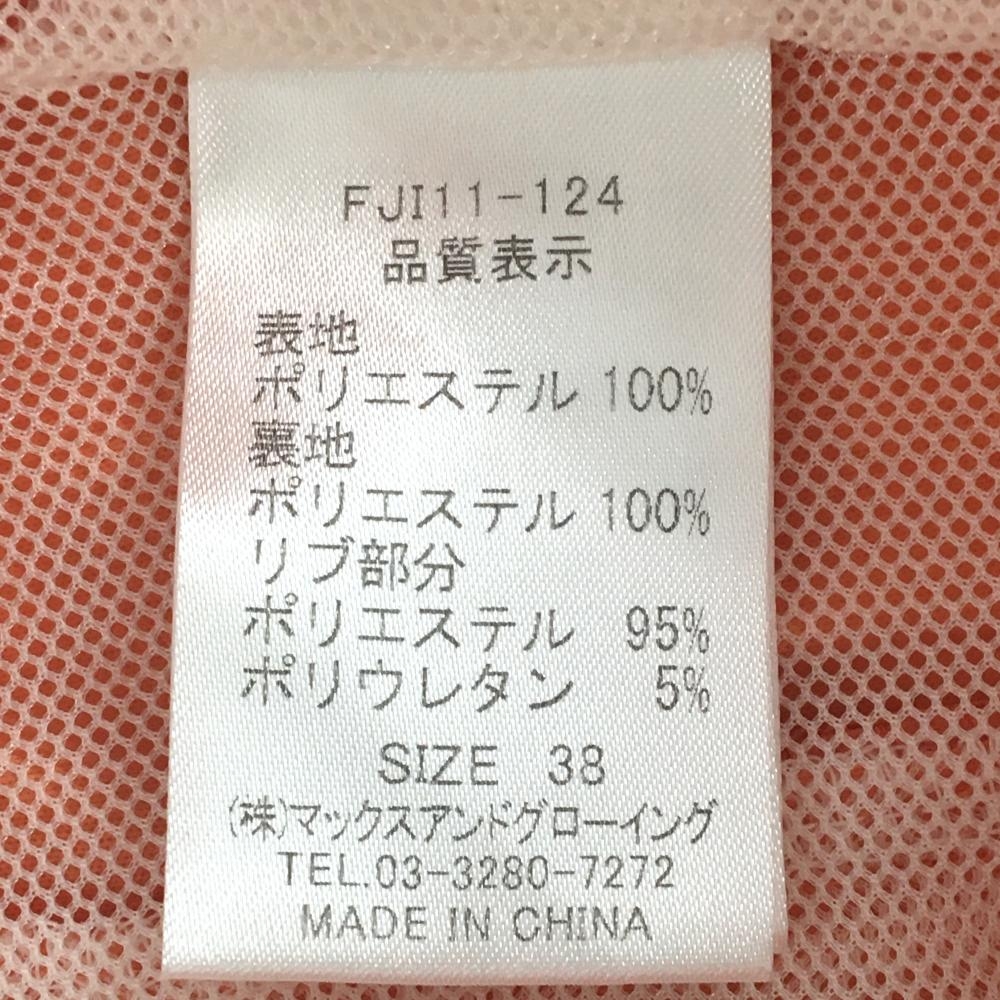 FJI11-124
品質表示
表地
ポリエステル 100%
裏地
ポリエステル 100%
リブ部分
ポリエステル 95%
ポリウレタン 5%
SIZE 38
(株)マックスアンドグローイング
TEL.03-3280-7272
MADE IN CHINA